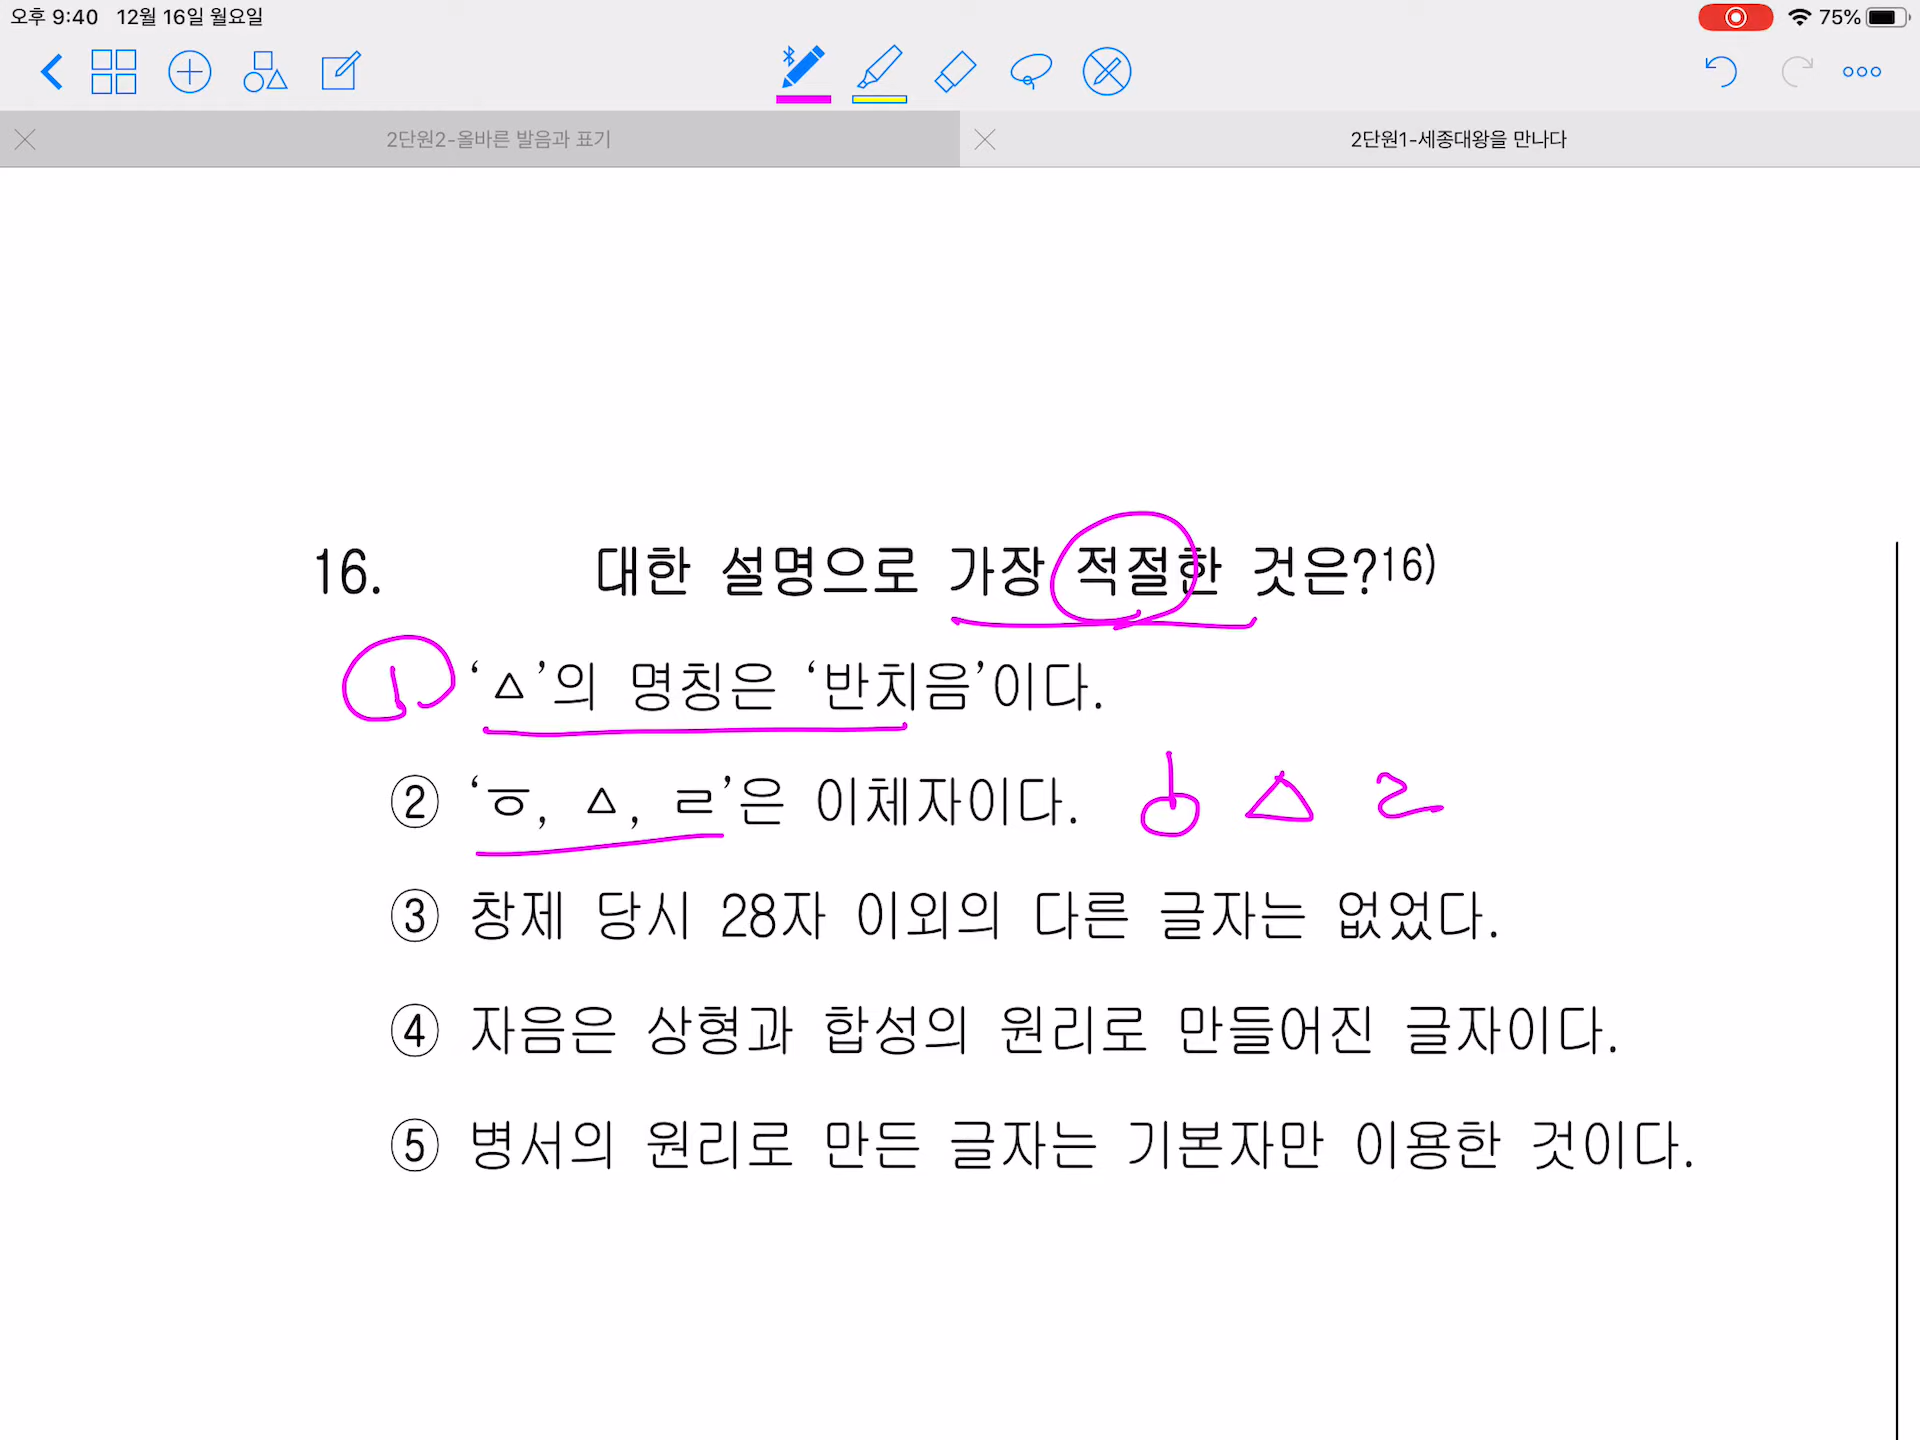 오후 9:40 12월 16일 월요일 75%
2단원2-올바른 발음과 표기 2단원1-세종대왕을 만나다
16. 대한 설명으로 가장 적절한 것은?16)
① ‘ㅿ’의 명칭은 ‘반치음’이다.
② ‘ㆆ, ㅿ, ㄹ’은 이체자이다. ㆁ ㅿ ㄹ
③ 창제 당시 28자 이외의 다른 글자는 없었다.
④ 자음은 상형과 합성의 원리로 만들어진 글자이다.
⑤ 병서의 원리로 만든 글자는 기본자만 이용한 것이다.